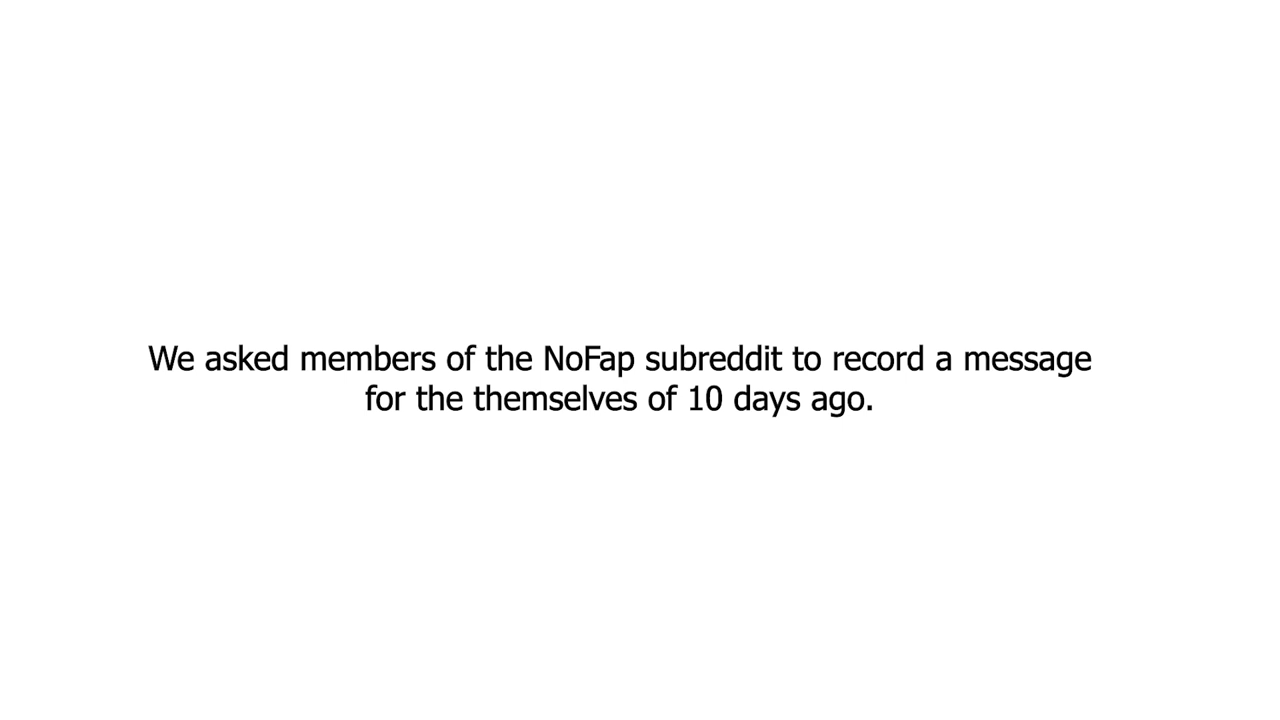 We asked members of the NoFap subreddit to record a message
for the themselves of 10 days ago.